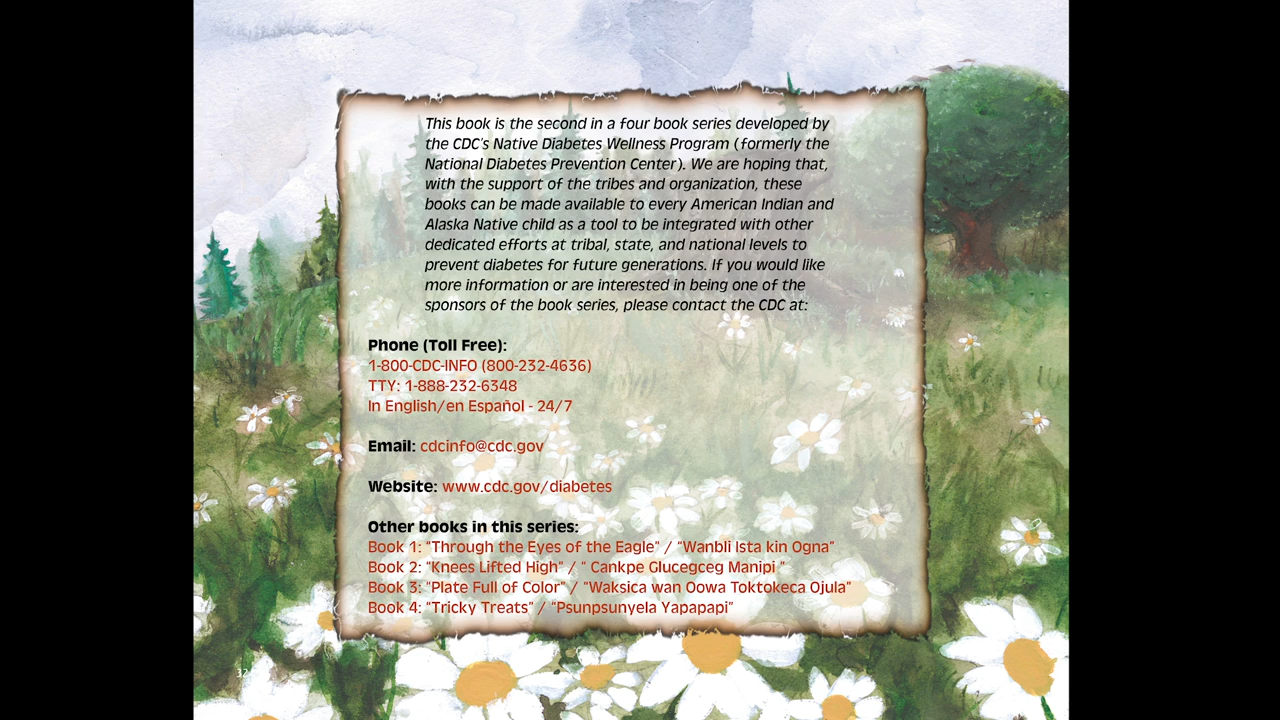 This book is the second in a four book series developed by
the CDC's Native Diabetes Wellness Program (formerly the
National Diabetes Prevention Center). We are hoping that,
with the support of the tribes and organization, these
books can be made available to every American Indian and
Alaska Native child as a tool to be integrated with other
dedicated efforts at tribal, state, and national levels to
prevent diabetes for future generations. If you would like
more information or are interested in being one of the
sponsors of the book series, please contact the CDC at:
Phone (Toll Free):
1-800-CDC-INFO (800-232-4636)
TTY: 1-888-232-6348
In English/en Español - 24/7
Email: cdcinfo@cdc.gov
Website: www.cdc.gov/diabetes
Other books in this series:
Book 1: “Through the Eyes of the Eagle” / “Wanbli Ista kin Ogna”
Book 2: “Knees Lifted High” / “ Cankpe Glucegceg Manipi ”
Book 3: “Plate Full of Color” / “Waksica wan Oowa Toktokeca Ojula”
Book 4: “Tricky Treats” / “Psunpsunyela Yapapapi”
32